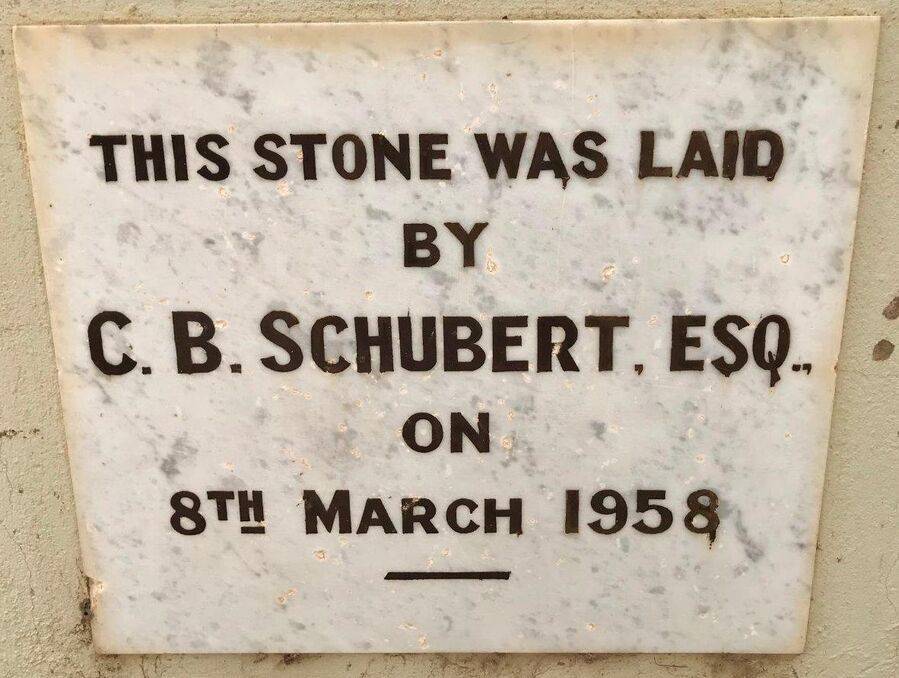 THIS STONE WAS LAID
BY
C. B. SCHUBERT, ESQ.,
ON
8TH MARCH 1958